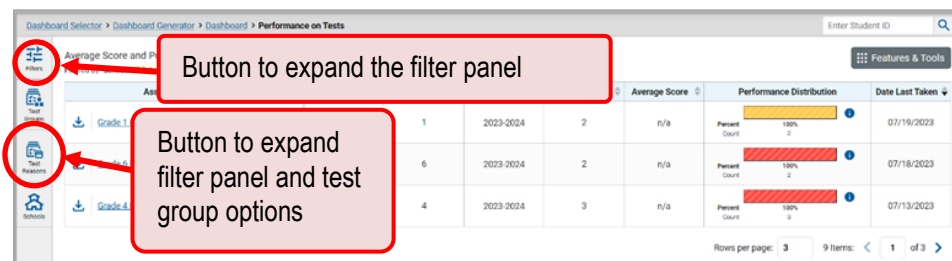 Dashboard Selector > Dashboard Generator > Dashboard > Performance on Tests
Enter Student ID
Filters
Average Score and P
Features & Tools
Button to expand the filter panel
Ass
Average Score
Performance Distribution
Date Last Taken
Test Groups
Grade 1
1
2023-2024
2
n/a
Percent 100%
Count 2
07/19/2023
Button to expand
filter panel and test
group options
Test Reasons
6
2023-2024
2
n/a
Percent 100%
Count 2
07/18/2023
Schools
Grade 4
4
2023-2024
3
n/a
Percent 100%
Count 3
07/13/2023
Rows per page: 3 9 Items: 1 of 3